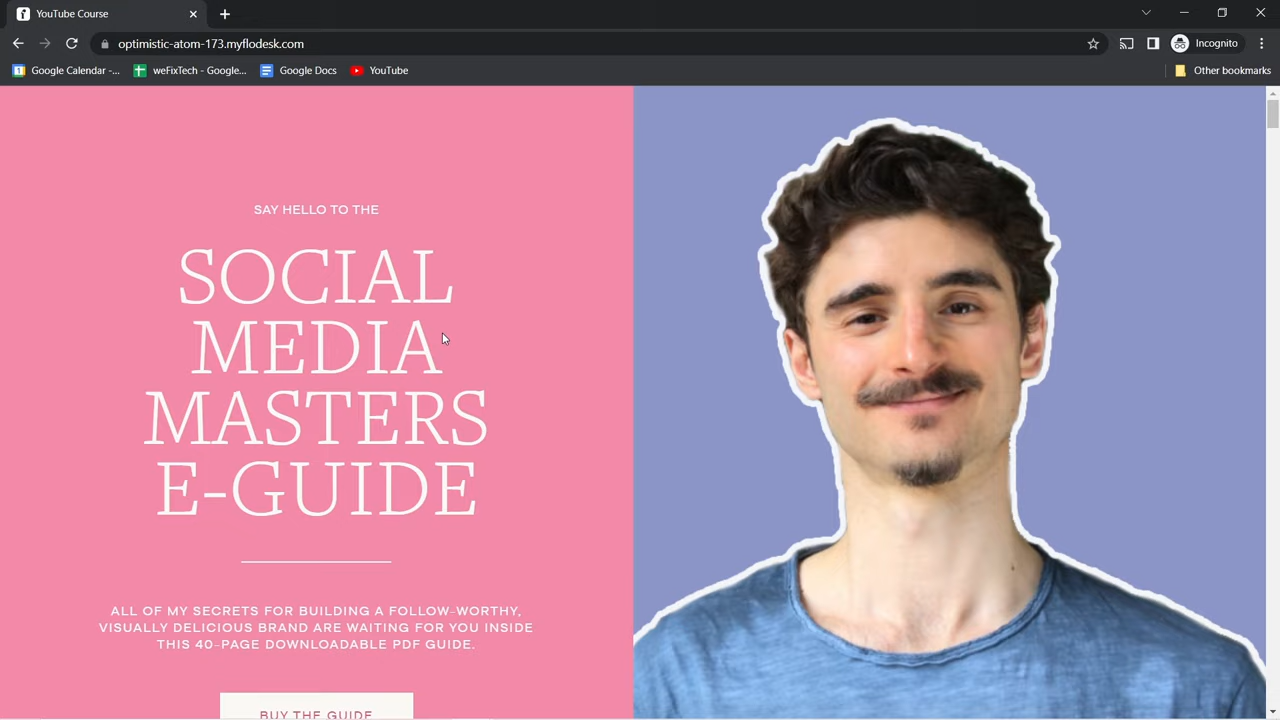 YouTube Course
optimistic-atom-173.myflodesk.com
Incognito
Google Calendar -...
weFixTech - Google...
Google Docs
YouTube
Other bookmarks
SAY HELLO TO THE
SOCIAL
MEDIA
MASTERS
E-GUIDE
ALL OF MY SECRETS FOR BUILDING A FOLLOW-WORTHY,
VISUALLY DELICIOUS BRAND ARE WAITING FOR YOU INSIDE
THIS 40-PAGE DOWNLOADABLE PDF GUIDE.
BUY THE GUIDE